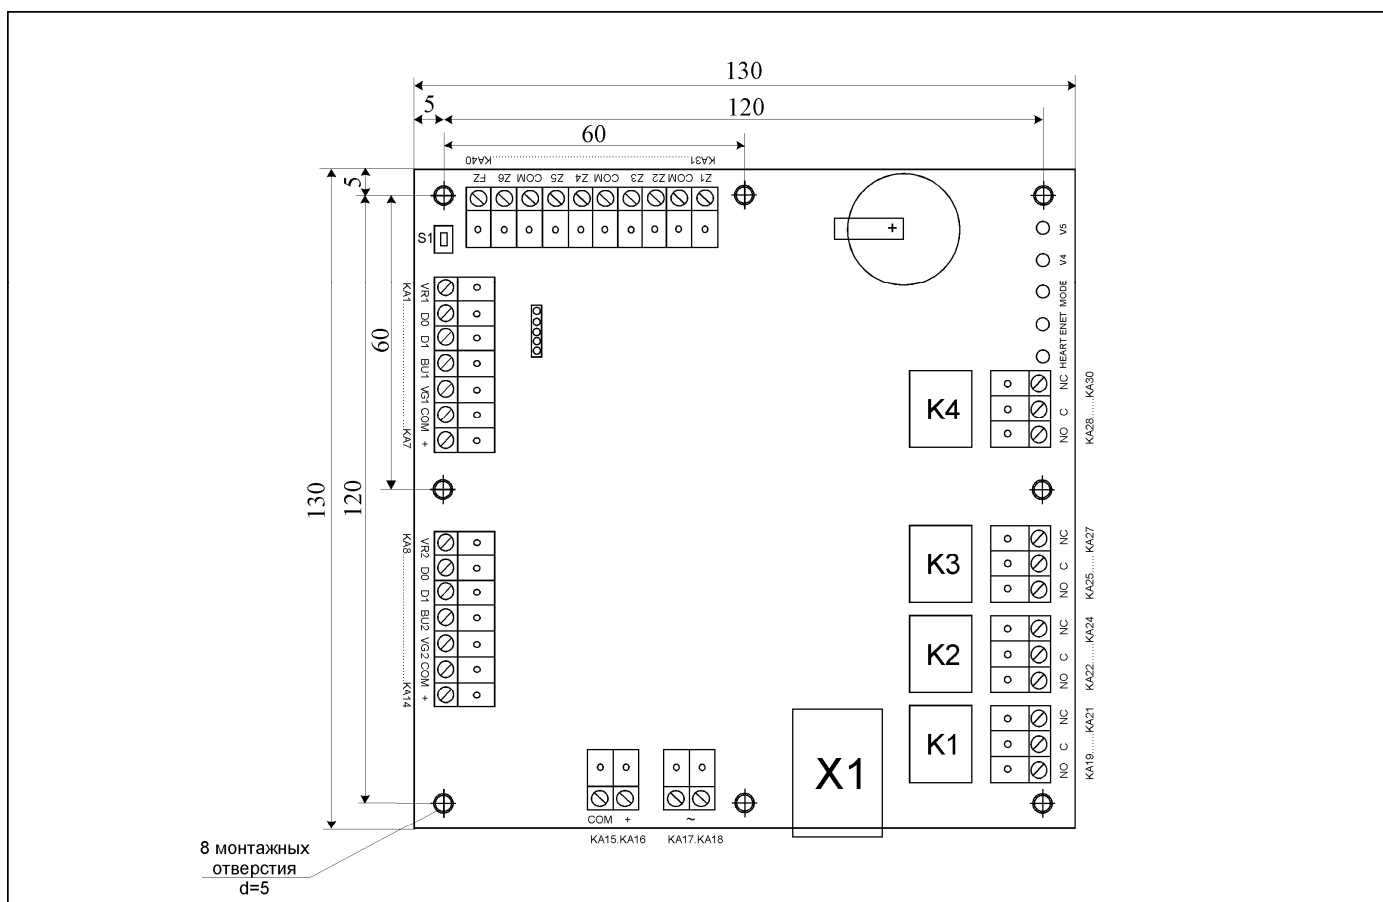 130
5
120
60
KA40
KA31
FZ
Z6
COM
Z5
Z4
COM
Z3
Z2
COM
Z1
5
S1
+
V5
V4
MODE
ENET
HEART
KA1
KA7
VR1
D0
D1
BU1
VG1
COM
+
60
130
120
K4
NC
C
NO
KA28......KA30
KA8
KA14
VR2
D0
D1
BU2
VG2
COM
+
K3
NC
C
NO
KA25......KA27
K2
NC
C
NO
KA22......KA24
K1
NC
C
NO
KA19......KA21
X1
COM
+
~
KA15.KA16
KA17.KA18
8 монтажных
отверстия
d=5